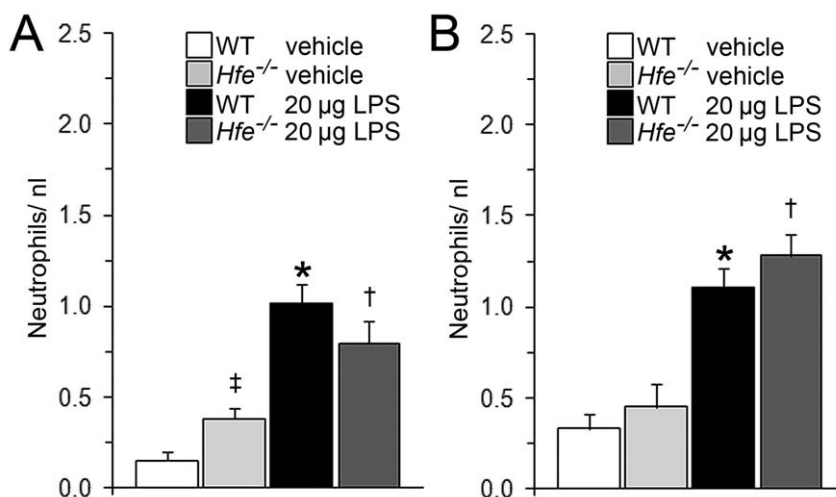 A
Neutrophils/ nl
2.5
2.0
1.5
1.0
0.5
0.0
WT vehicle
Hfe-/- vehicle
WT 20 µg LPS
Hfe-/- 20 µg LPS
‡
*
†
B
Neutrophils/ nl
2.5
2.0
1.5
1.0
0.5
0.0
WT vehicle
Hfe-/- vehicle
WT 20 µg LPS
Hfe-/- 20 µg LPS
*
†